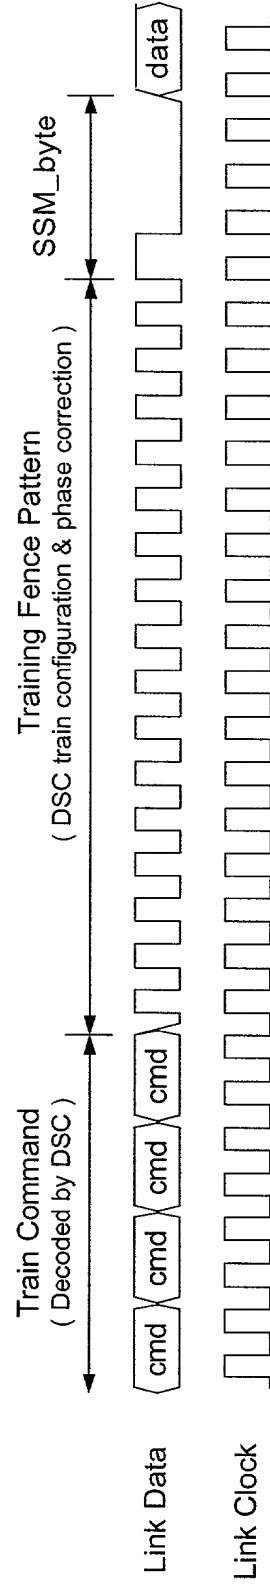 Train Command
( Decoded by DSC )
Training Fence Pattern
( DSC train configuration & phase correction )
SSM_byte
Link Data
cmd
cmd
cmd
cmd
data
Link Clock